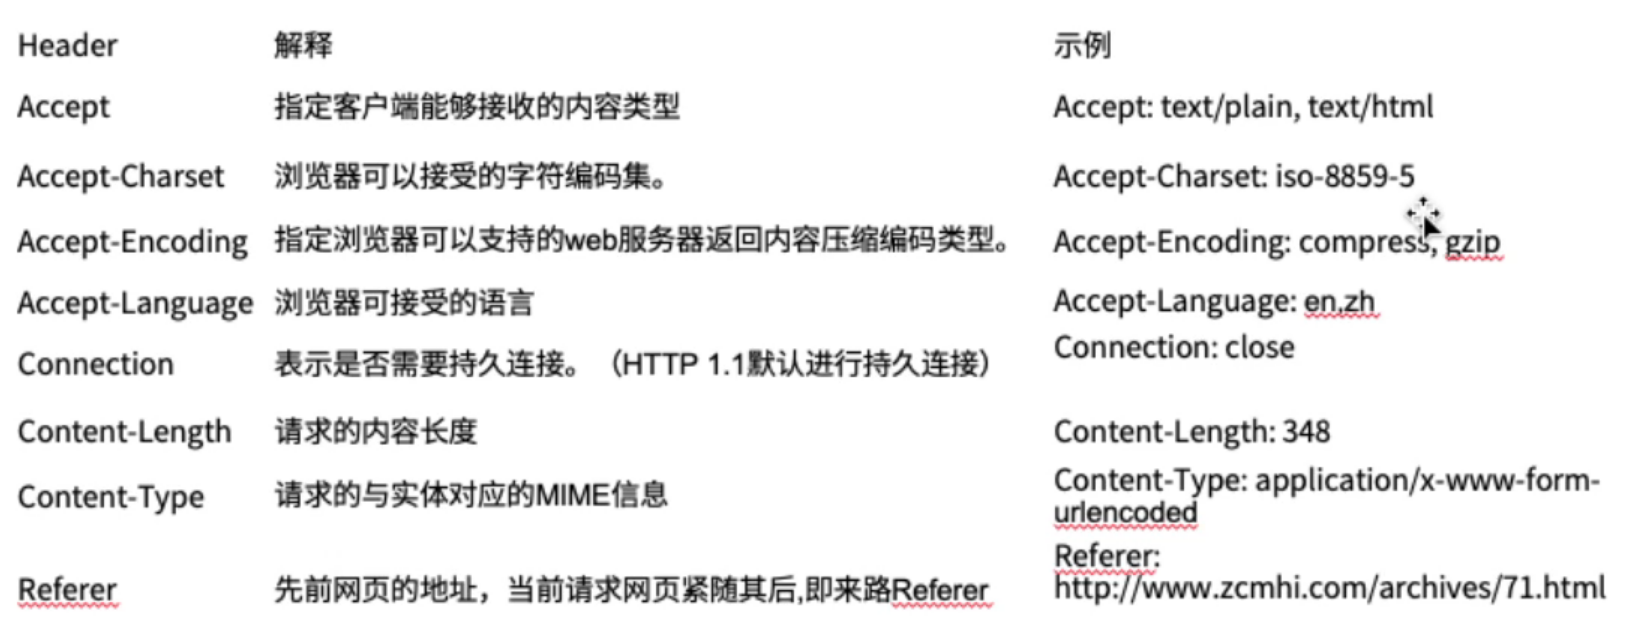 Header 解释 示例
Accept 指定客户端能够接收的内容类型 Accept: text/plain, text/html
Accept-Charset 浏览器可以接受的字符编码集。 Accept-Charset: iso-8859-5
Accept-Encoding 指定浏览器可以支持的web服务器返回内容压缩编码类型。 Accept-Encoding: compress, gzip
Accept-Language 浏览器可接受的语言 Accept-Language: en,zh
Connection 表示是否需要持久连接。（HTTP 1.1默认进行持久连接） Connection: close
Content-Length 请求的内容长度 Content-Length: 348
Content-Type 请求的与实体对应的MIME信息 Content-Type: application/x-www-form-
urlencoded
Referer 先前网页的地址，当前请求网页紧随其后,即来路Referer Referer:
http://www.zcmhi.com/archives/71.html